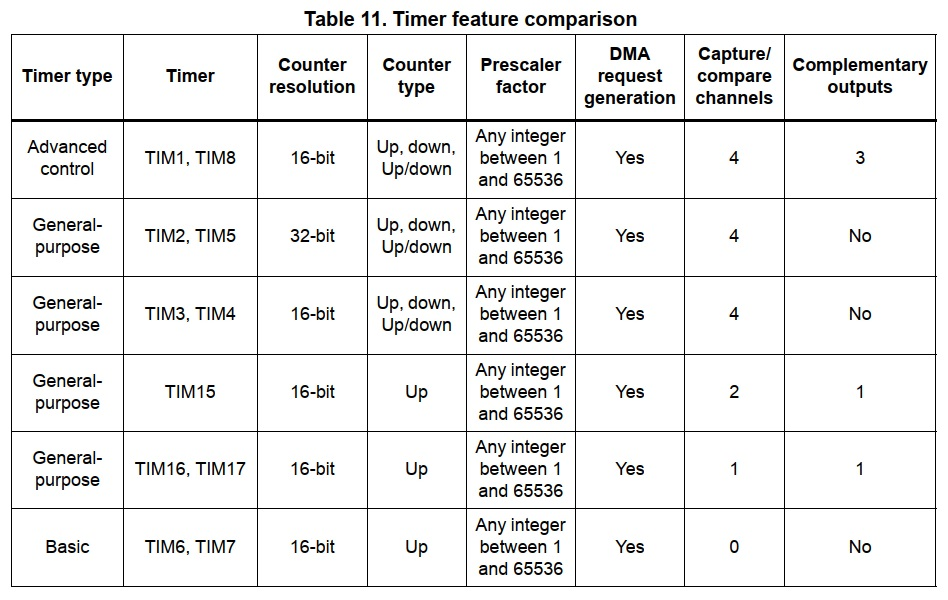 Table 11. Timer feature comparison
Timer type
Timer
Counter
resolution
Counter
type
Prescaler
factor
DMA
request
generation
Capture/
compare
channels
Complementary
outputs
Advanced
control
TIM1, TIM8
16-bit
Up, down,
Up/down
Any integer
between 1
and 65536
Yes
4
3
General-
purpose
TIM2, TIM5
32-bit
Up, down,
Up/down
Any integer
between 1
and 65536
Yes
4
No
General-
purpose
TIM3, TIM4
16-bit
Up, down,
Up/down
Any integer
between 1
and 65536
Yes
4
No
General-
purpose
TIM15
16-bit
Up
Any integer
between 1
and 65536
Yes
2
1
General-
purpose
TIM16, TIM17
16-bit
Up
Any integer
between 1
and 65536
Yes
1
1
Basic
TIM6, TIM7
16-bit
Up
Any integer
between 1
and 65536
Yes
0
No